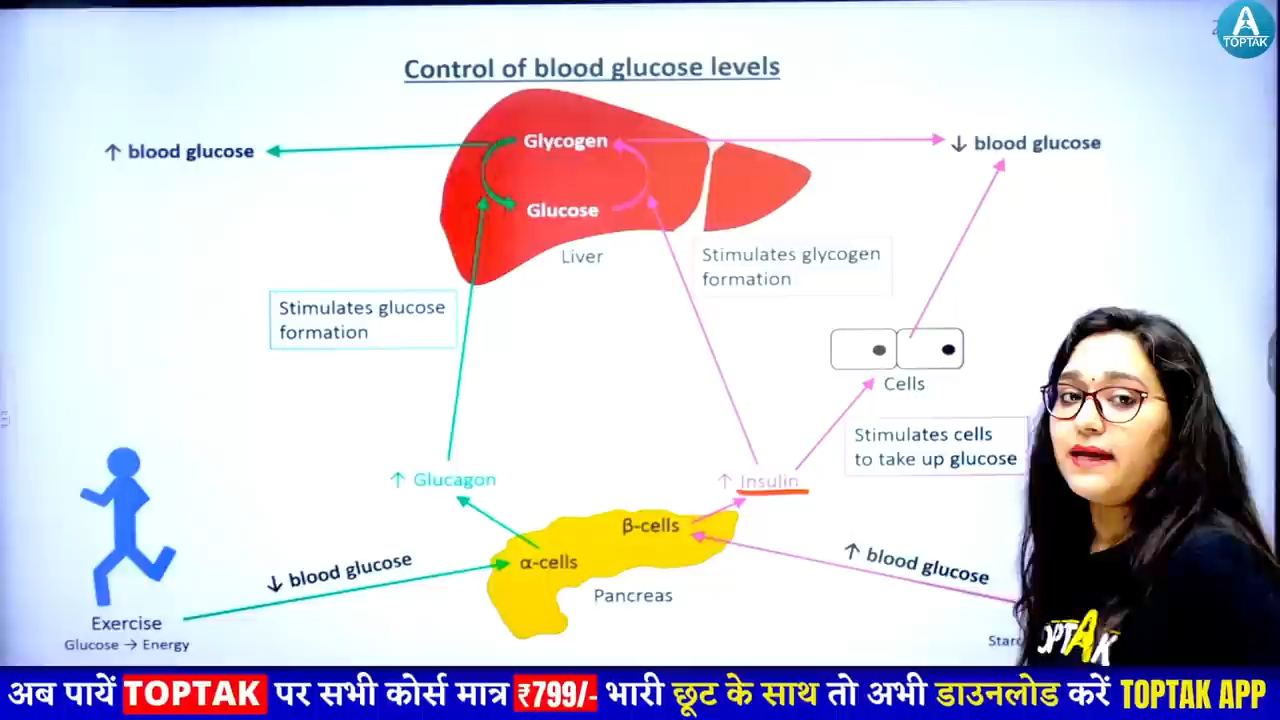 A
TOPTAK
Control of blood glucose levels
↑ blood glucose
Glycogen
↓ blood glucose
Glucose
Liver
Stimulates glycogen
formation
Stimulates glucose
formation
Cells
Stimulates cells
to take up glucose
↑ Glucagon
↑ Insulin
β-cells
α-cells
↓ blood glucose
↑ blood glucose
Pancreas
Exercise
Glucose → Energy
अब पायें TOPTAK पर सभी कोर्स मात्र ₹799/- भारी छूट के साथ तो अभी डाउनलोड करें TOPTAK APP